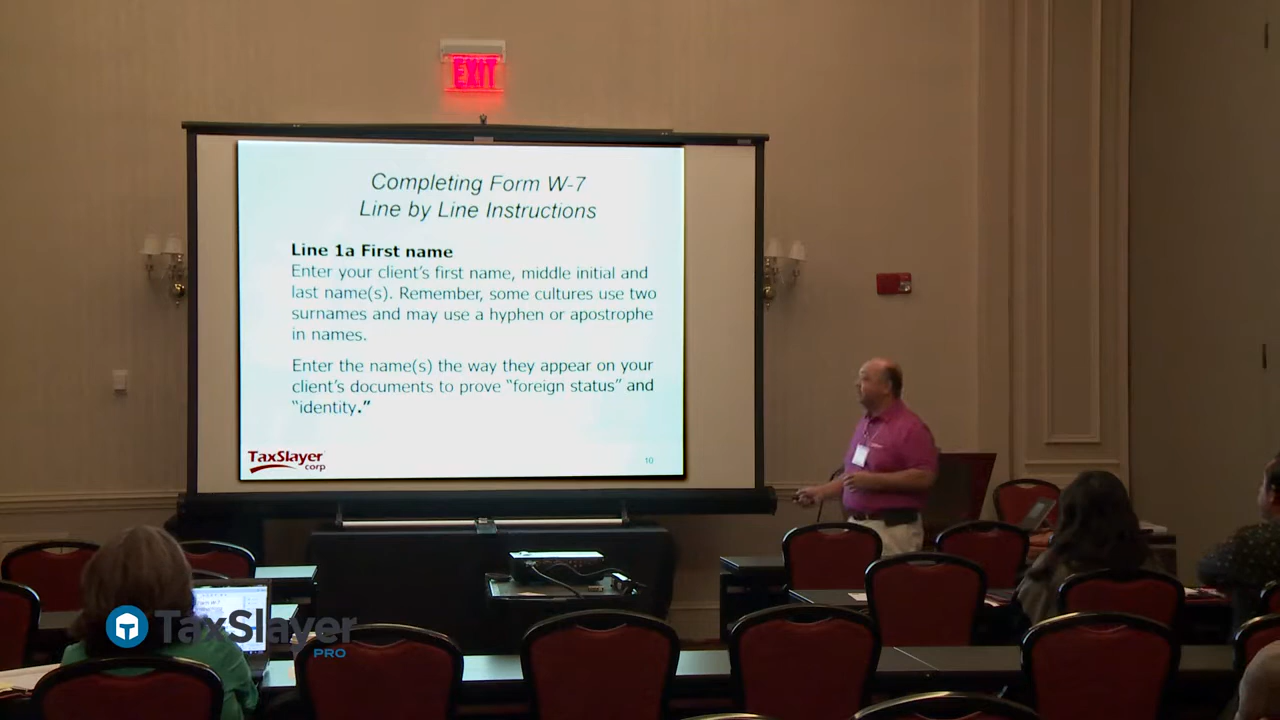 EXIT
Completing Form W-7
Line by Line Instructions
Line 1a First name
Enter your client’s first name, middle initial and
last name(s). Remember, some cultures use two
surnames and may use a hyphen or apostrophe
in names.
Enter the name(s) the way they appear on your
client’s documents to prove “foreign status” and
“identity.”
TaxSlayer
corp
10
TaxSlayer
PRO